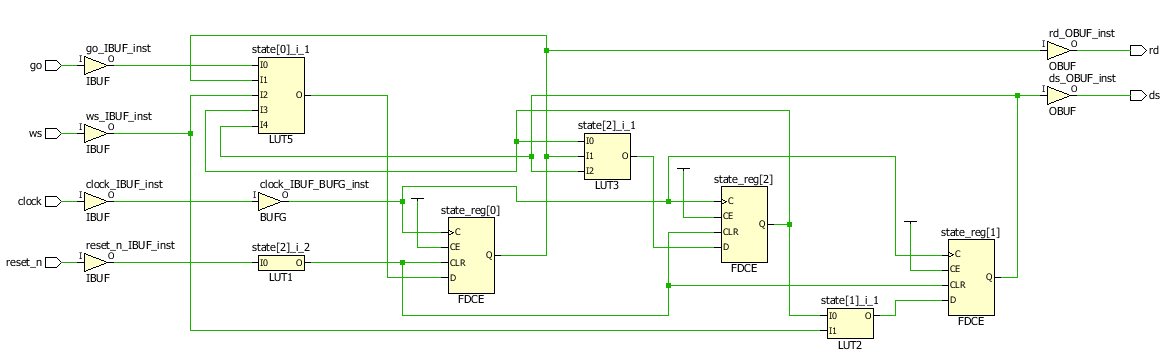 go
go_IBUF_inst
I
O
IBUF
ws
ws_IBUF_inst
I
O
IBUF
clock
clock_IBUF_inst
I
O
IBUF
reset_n
reset_n_IBUF_inst
I
O
IBUF
state[0]_i_1
I0
I1
I2
I3
I4
O
LUT5
clock_IBUF_BUFG_inst
I
O
BUFG
state[2]_i_2
I0
O
LUT1
state_reg[0]
C
CE
CLR
D
Q
FDCE
state[2]_i_1
I0
I1
I2
O
LUT3
state_reg[2]
C
CE
CLR
D
Q
FDCE
state[1]_i_1
I0
I1
O
LUT2
state_reg[1]
C
CE
CLR
D
Q
FDCE
rd_OBUF_inst
I
O
OBUF
rd
ds_OBUF_inst
I
O
OBUF
ds